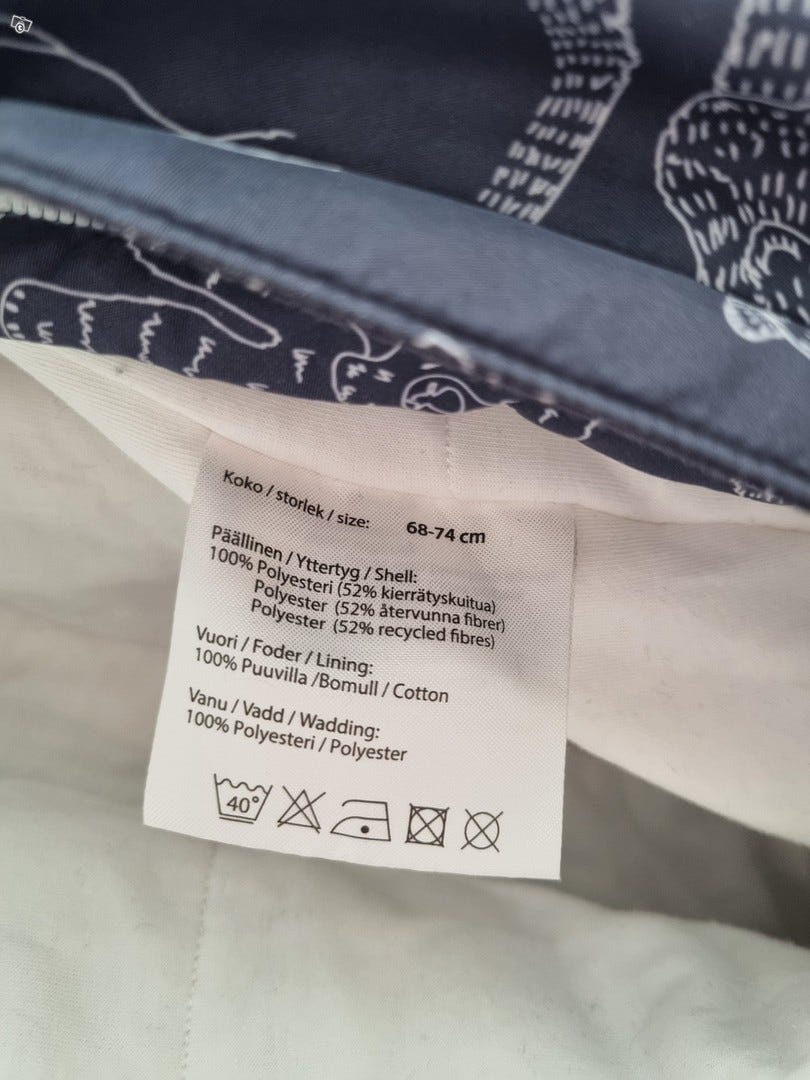 Koko / storlek / size: 68-74 cm
Päällinen / Yttertyg / Shell:
100% Polyesteri (52% kierrätyskuitua)
Polyester (52% återvunna fibrer)
Polyester (52% recycled fibres)
Vuori / Foder / Lining:
100% Puuvilla /Bomull / Cotton
Vanu / Vadd / Wadding:
100% Polyesteri / Polyester
40°